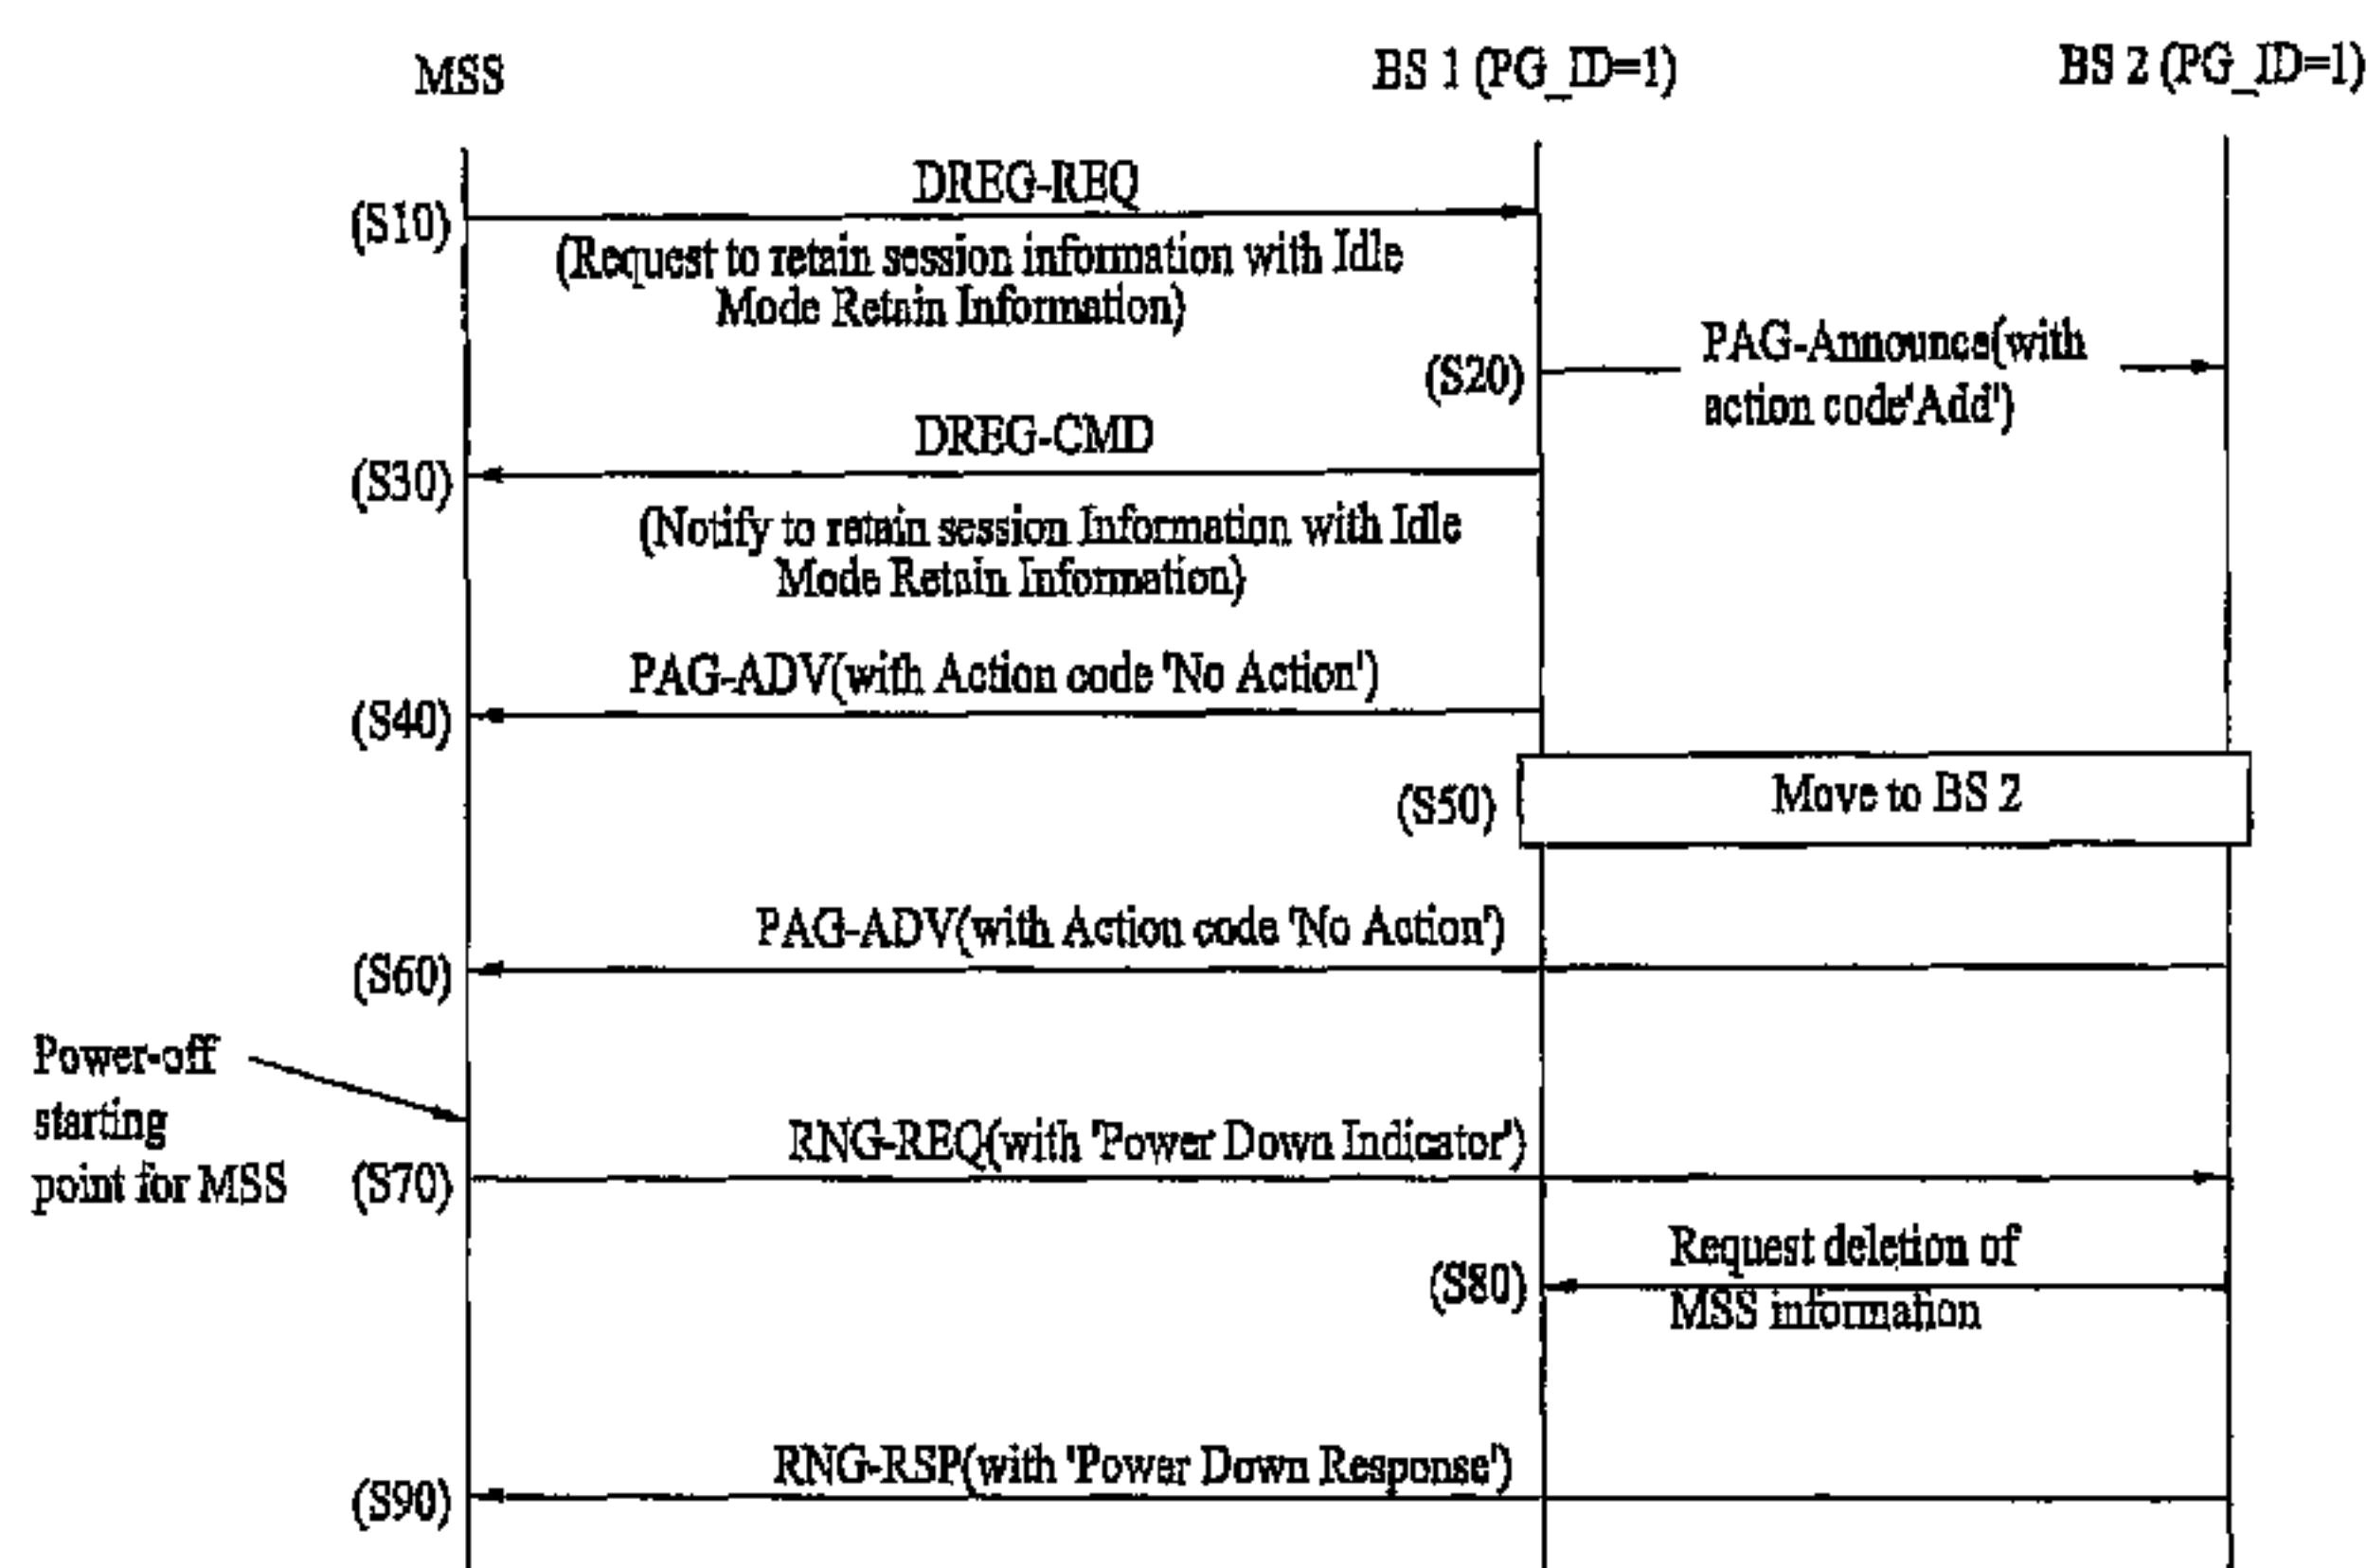 MSS
BS 1 (PG_ID=1)
BS 2 (PG_ID=1)
DREG-REQ
(S10)
(Request to retain session information with Idle
Mode Retain Information)
PAG-Announce(with
action code'Add')
(S20)
DREG-CMD
(S30)
(Notify to retain session Information with Idle
Mode Retain Information)
PAG-ADV(with Action code 'No Action')
(S40)
Move to BS 2
(S50)
PAG-ADV(with Action code 'No Action')
(S60)
Power-off
starting
point for MSS
RNG-REQ(with 'Power Down Indicator')
(S70)
Request deletion of
MSS information
(S80)
RNG-RSP(with 'Power Down Response')
(S90)